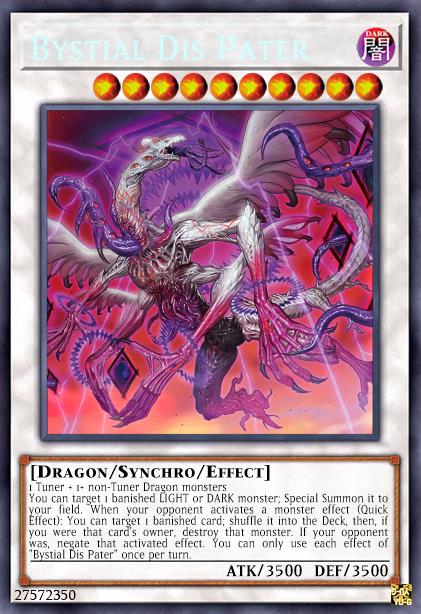 Bystial Dis Pater
DARK
闇
[Dragon/Synchro/Effect]
1 Tuner + 1+ non-Tuner Dragon monsters
You can target 1 banished LIGHT or DARK monster; Special Summon it to
your field. When your opponent activates a monster effect (Quick
Effect): You can target 1 banished card; shuffle it into the Deck, then, if
you were that card's owner, destroy that monster. If your opponent
was, negate that activated effect. You can only use each effect of
"Bystial Dis Pater" once per turn.
ATK/3500 DEF/3500
27572350